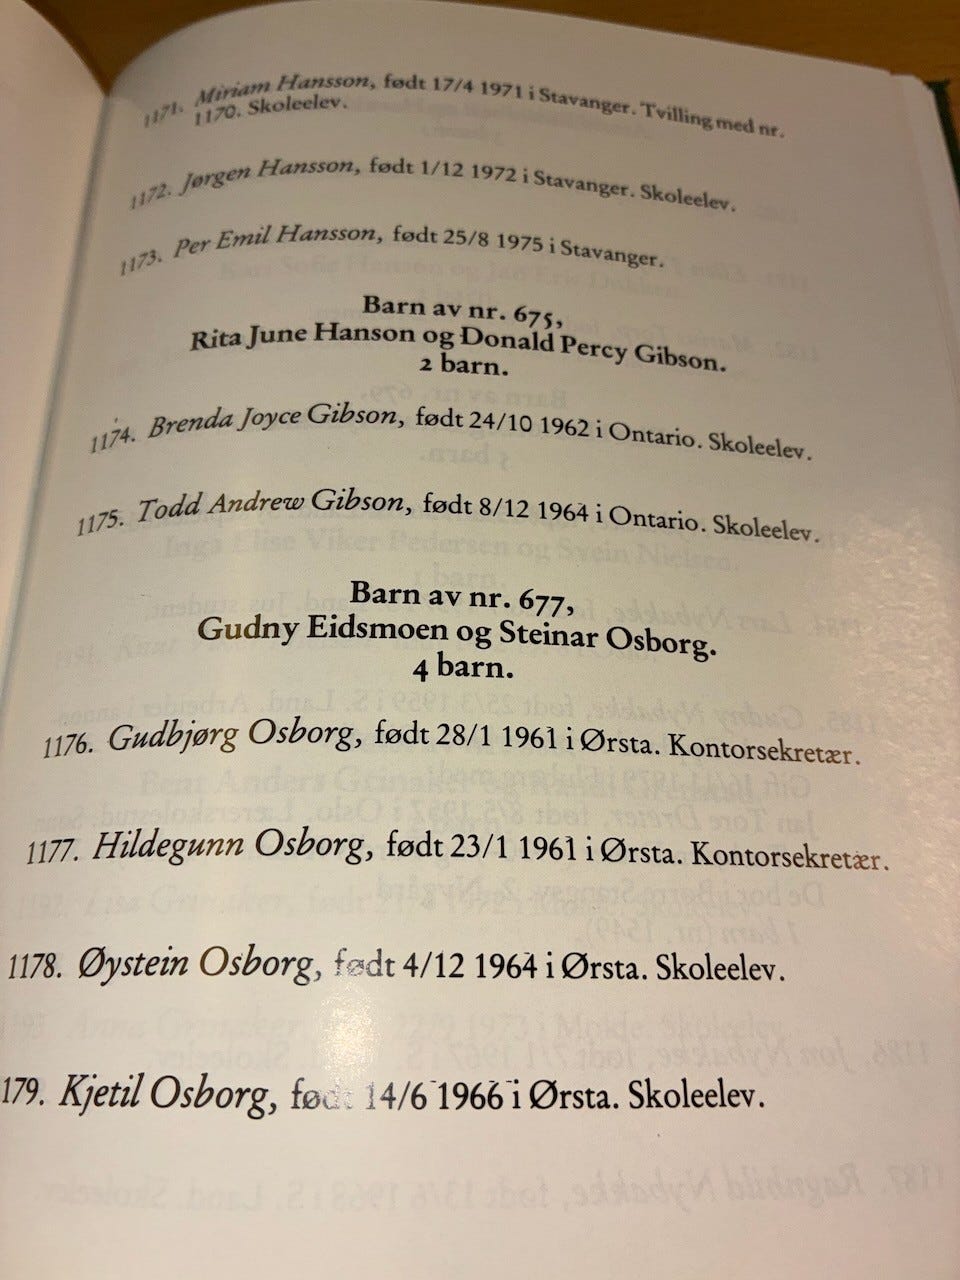 1171. Miriam Hansson, født 17/4 1971 i Stavanger. Tvilling med nr.
1170. Skoleelev.
1172. Jørgen Hansson, født 1/12 1972 i Stavanger. Skoleelev.
1173. Per Emil Hansson, født 25/8 1975 i Stavanger.
Barn av nr. 675,
Rita June Hanson og Donald Percy Gibson.
2 barn.
1174. Brenda Joyce Gibson, født 24/10 1962 i Ontario. Skoleelev.
1175. Todd Andrew Gibson, født 8/12 1964 i Ontario. Skoleelev.
Barn av nr. 677,
Gudny Eidsmoen og Steinar Osborg.
4 barn.
1176. Gudbjørg Osborg, født 28/1 1961 i Ørsta. Kontorsekretær.
1177. Hildegunn Osborg, født 23/1 1961 i Ørsta. Kontorsekretær.
1178. Øystein Osborg, født 4/12 1964 i Ørsta. Skoleelev.
179. Kjetil Osborg, født 14/6 1966 i Ørsta. Skoleelev.